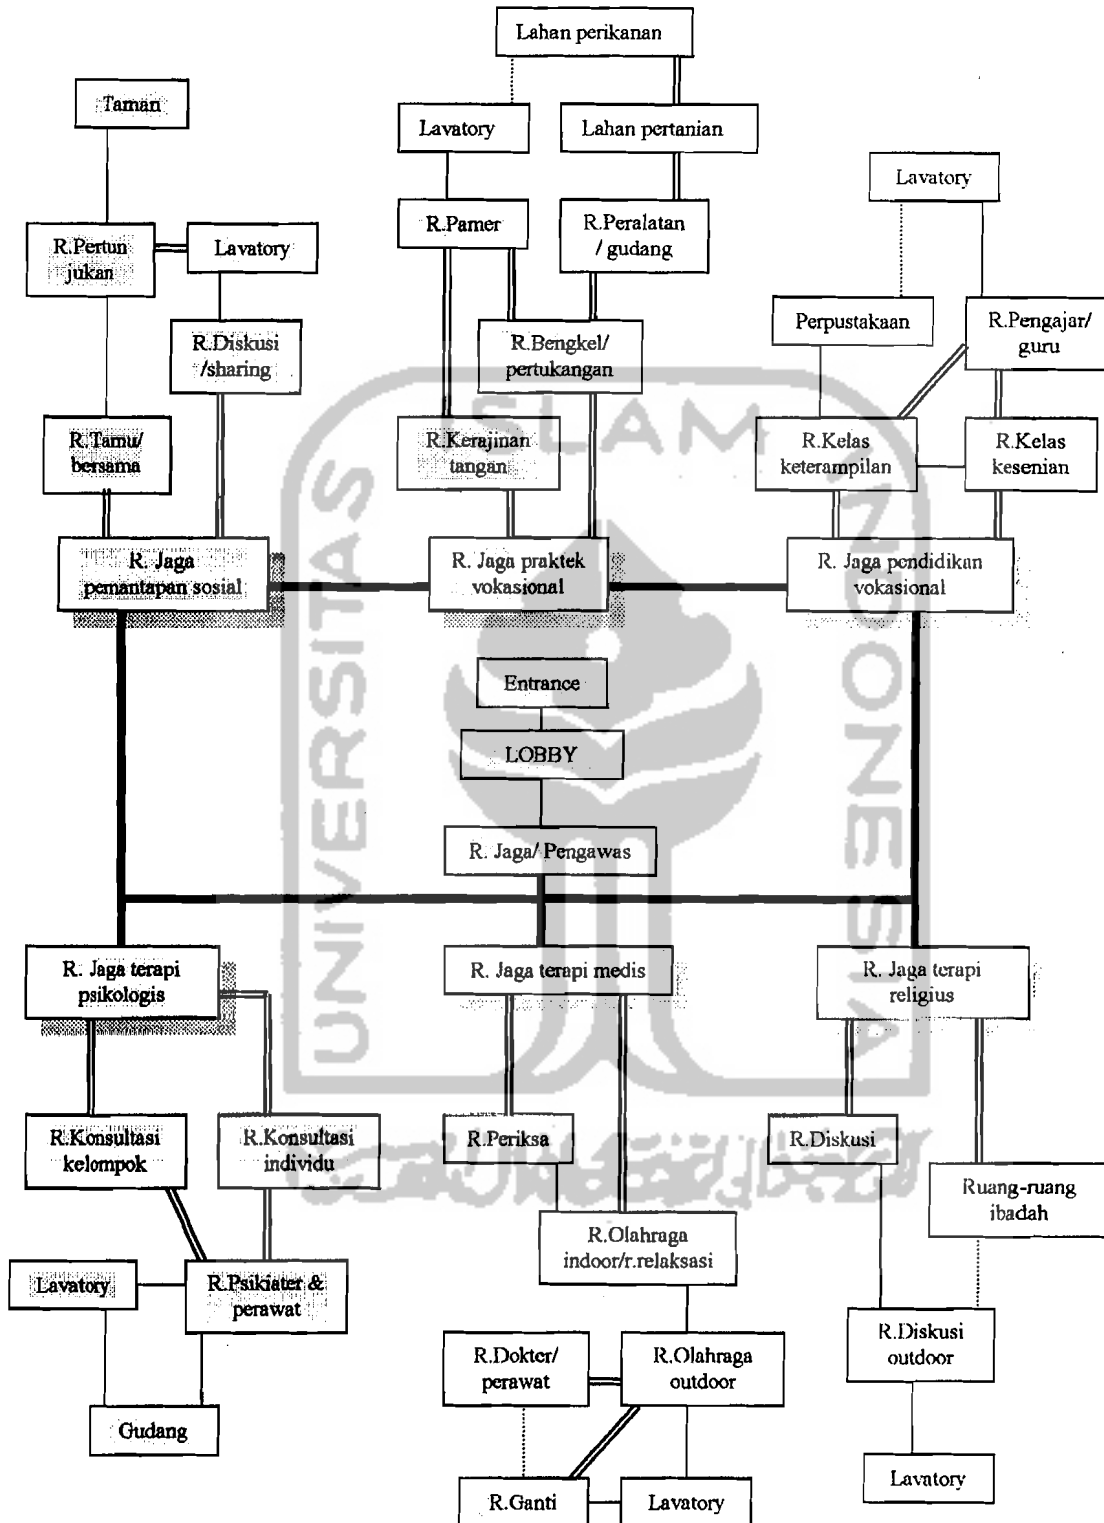 Lahan perikanan
Taman
Lavatory
Lahan pertanian
Lavatory
R.Pertun
jukan
Lavatory
R.Pamer
R.Peralatan
/ gudang
R.Diskusi
/sharing
R.Bengkel/
pertukangan
Perpustakaan
R.Pengajar/
guru
R.Tamu/
bersama
R.Kerajinan
tangan
R.Kelas
keterampilan
R.Kelas
kesenian
R. Jaga
pemantapan sosial
R. Jaga praktek
vokasional
R. Jaga pendidikan
vokasional
Entrance
LOBBY
R. Jaga/ Pengawas
R. Jaga terapi
psikologis
R. Jaga terapi medis
R. Jaga terapi
religius
R.Konsultasi
kelompok
R.Konsultasi
individu
R.Periksa
R.Diskusi
Ruang-ruang
ibadah
R.Olahraga
indoor/r.relaksasi
Lavatory
R.Psikiater &
perawat
R.Diskusi
outdoor
R.Dokter/
perawat
R.Olahraga
outdoor
Gudang
Lavatory
R.Ganti
Lavatory
UNIVERSITAS
ISLAM
INDONESIA